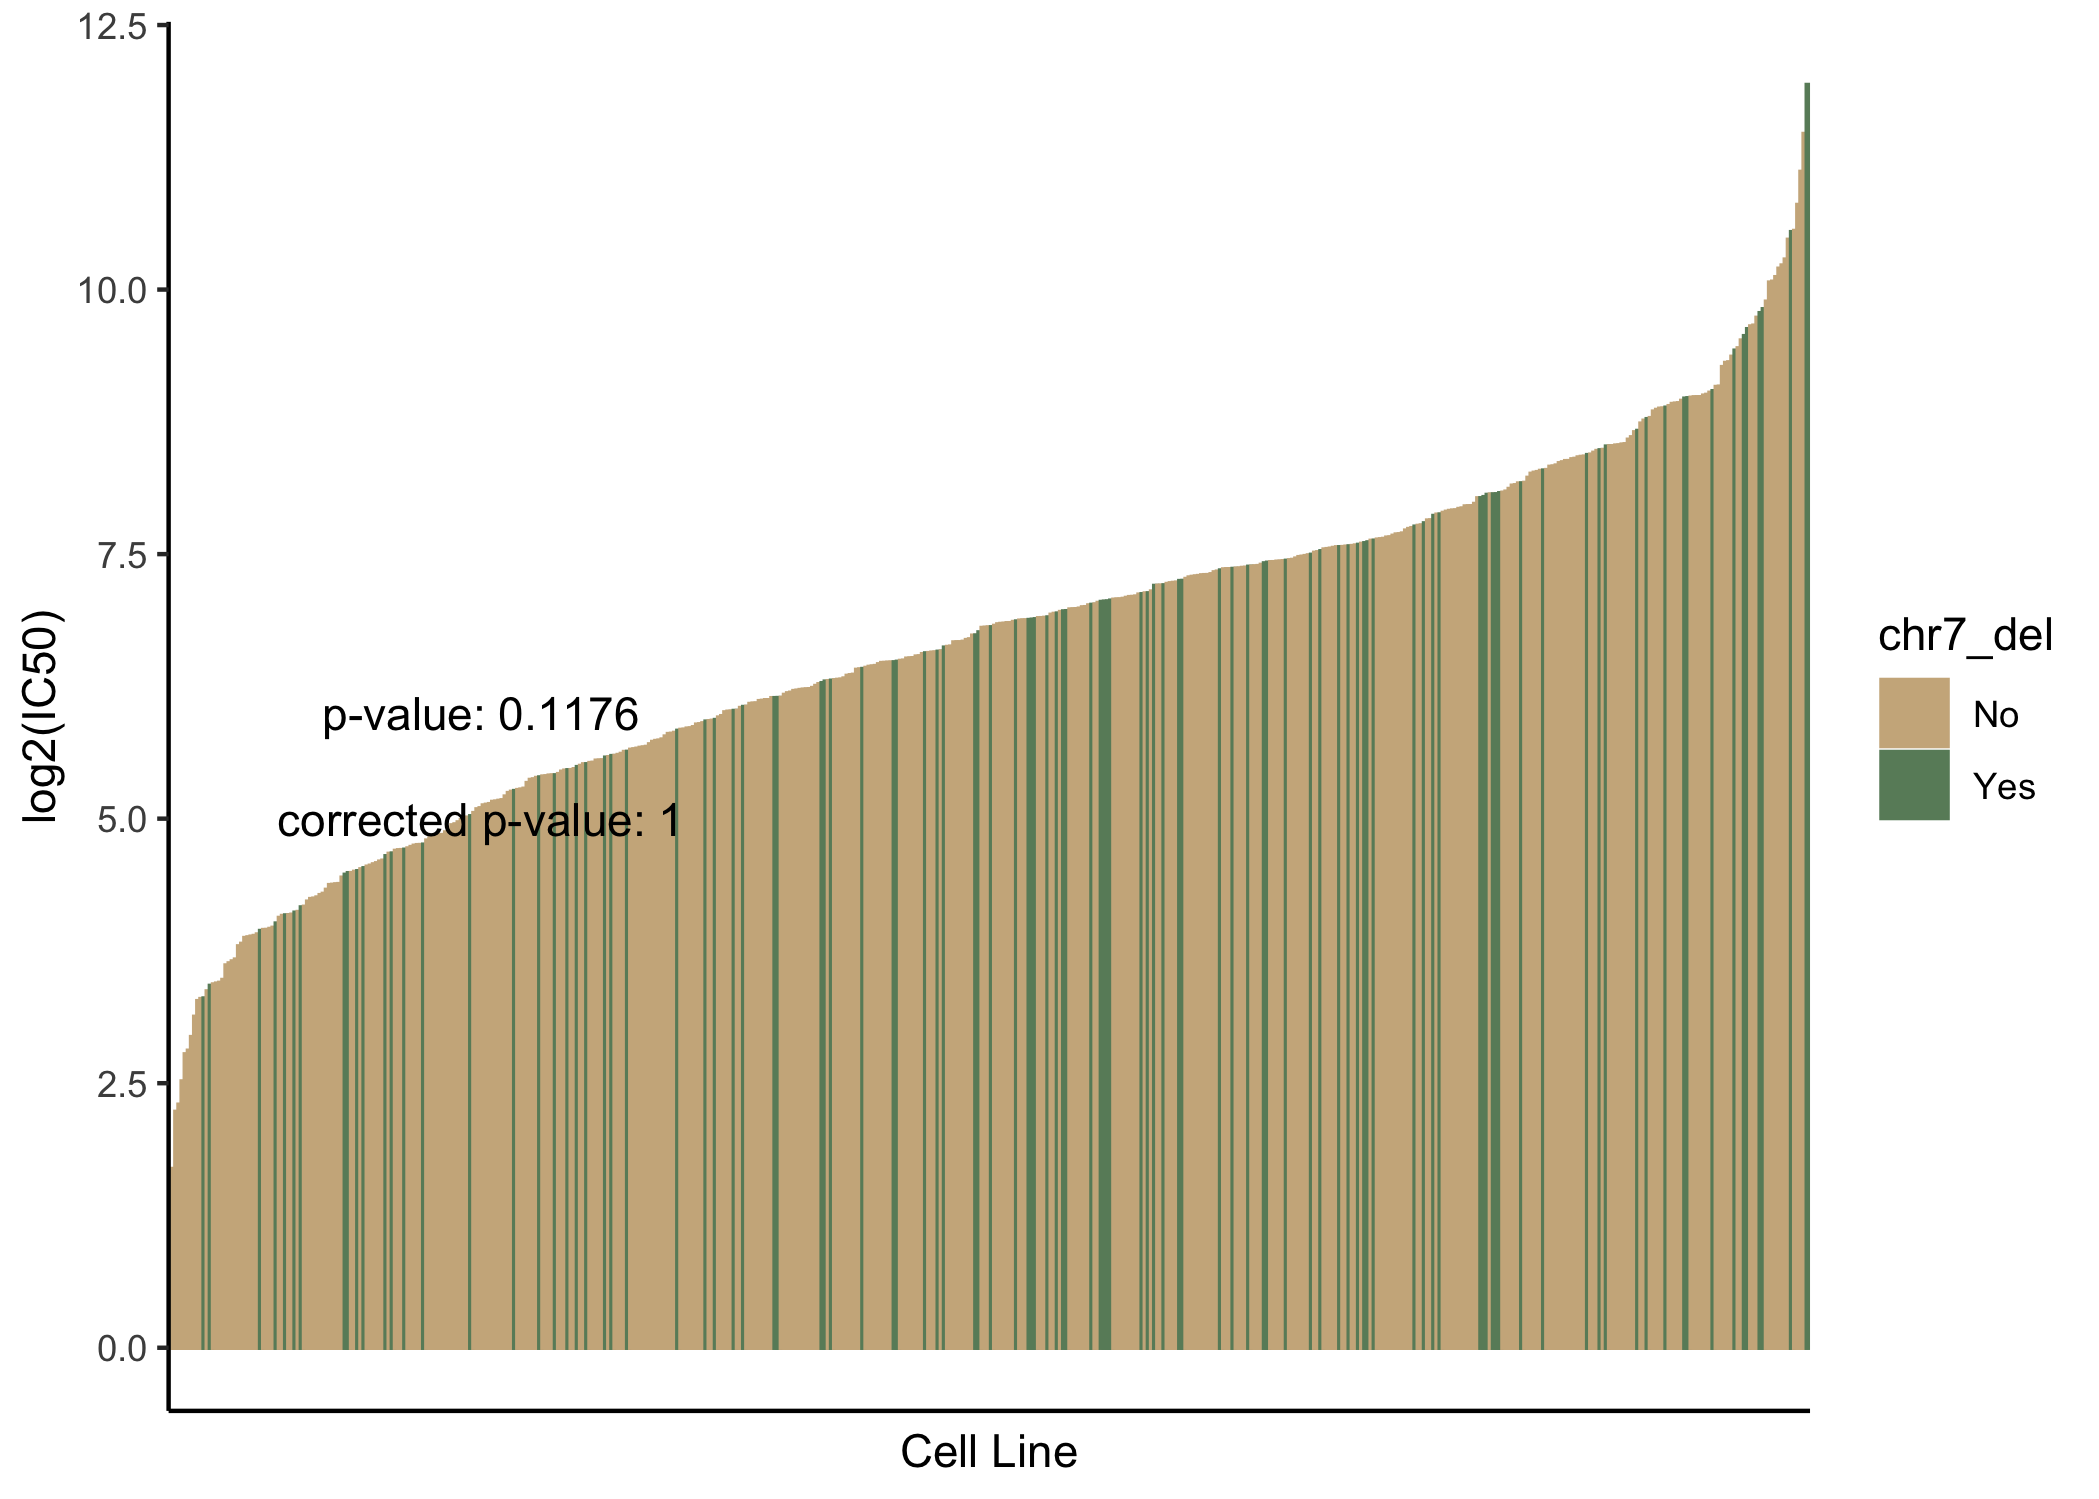 12.5
10.0
7.5
5.0
2.5
0.0
log2(IC50)
p-value: 0.1176
corrected p-value: 1
Cell Line
chr7_del
No
Yes